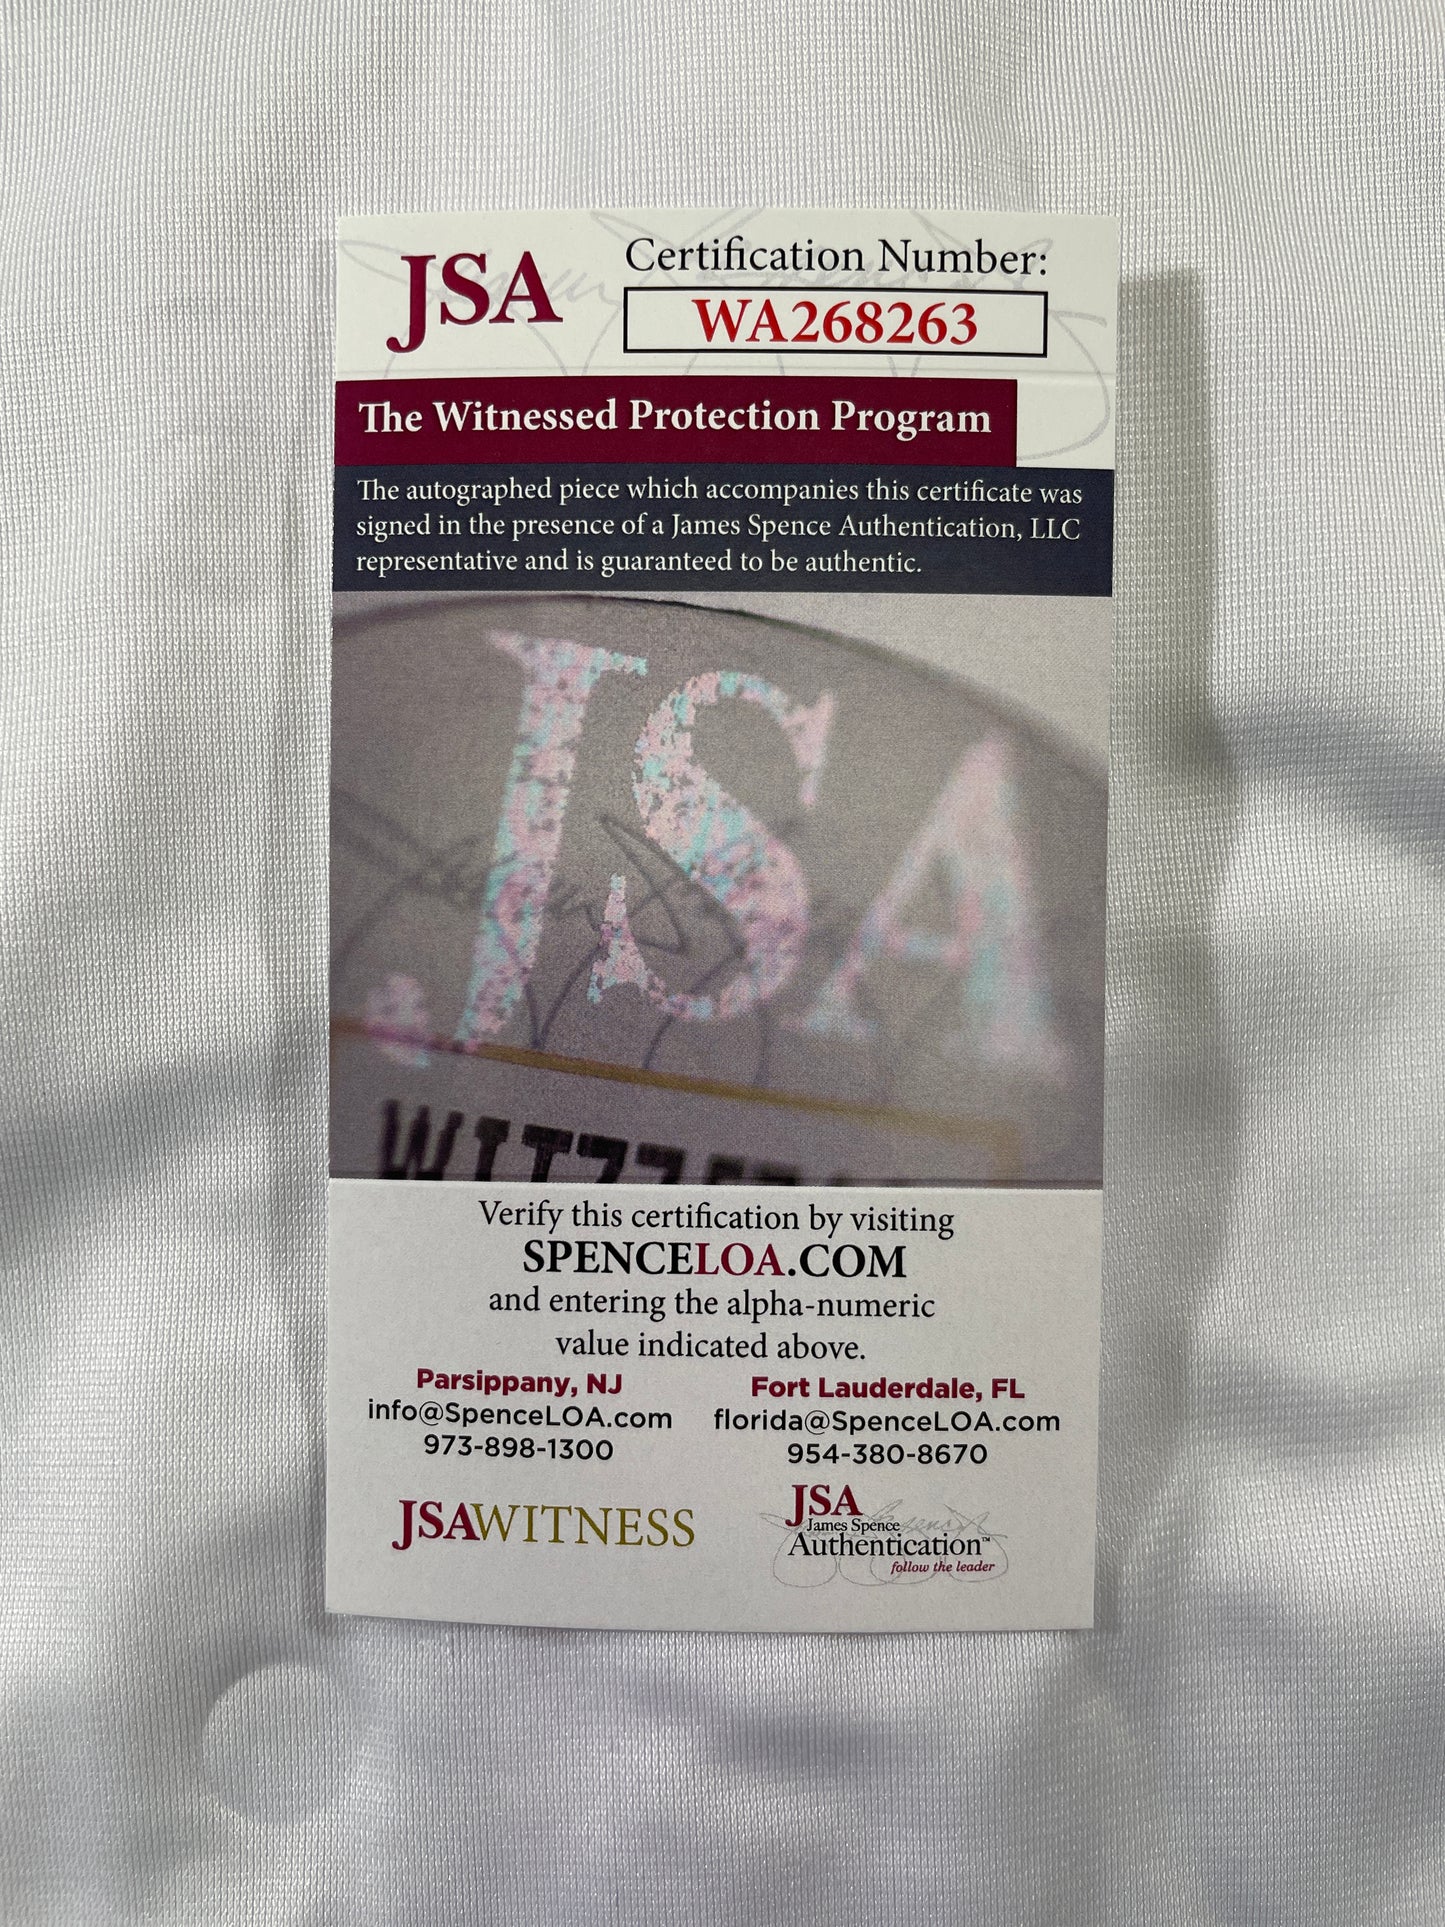 JSA
Certification Number:
WA268263
The Witnessed Protection Program
The autographed piece which accompanies this certificate was
signed in the presence of a James Spence Authentication, LLC
representative and is guaranteed to be authentic.
JSA
Verify this certification by visiting
SPENCELOA.COM
and entering the alpha-numeric
value indicated above.
Parsippany, NJ
info@SpenceLOA.com
973-898-1300
Fort Lauderdale, FL
florida@SpenceLOA.com
954-380-8670
JSAWITNESS
JSA
James Spence
Authentication™
follow the leader